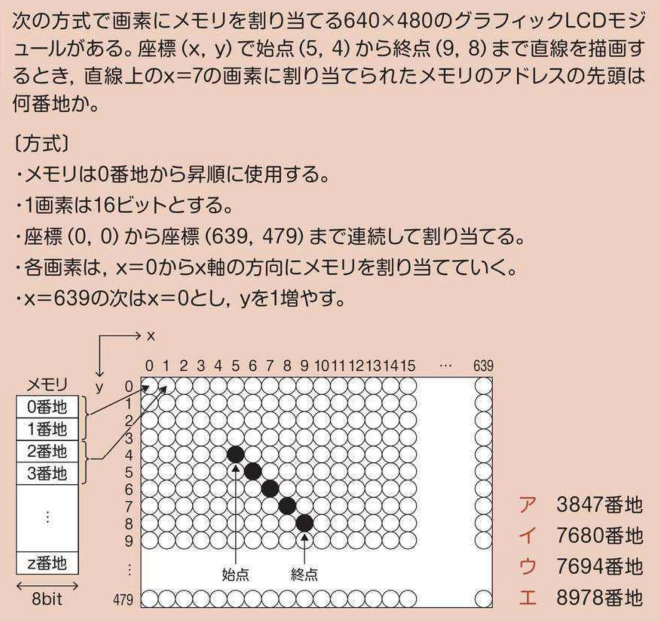 次の方式で画素にメモリを割り当てる640×480のグラフィックLCDモジ
ュールがある。座標(x, y)で始点(5, 4)から終点(9, 8)まで直線を描画す
るとき, 直線上のx=7の画素に割り当てられたメモリのアドレスの先頭は
何番地か。
〔方式〕
・メモリは0番地から昇順に使用する。
・1画素は16ビットとする。
・座標(0, 0)から座標(639, 479)まで連続して割り当てる。
・各画素は, x=0からx軸の方向にメモリを割り当てていく。
・x=639の次はx=0とし, yを1増やす。
x
y
0 1 2 3 4 5 6 7 8 9 10 11 12 13 14 15 … 639
メモリ
0番地
1番地
2番地
3番地
⋮
z番地
8bit
0
1
2
3
4
5
6
7
8
9
⋮
479
始点
終点
ア 3847番地
イ 7680番地
ウ 7694番地
エ 8978番地